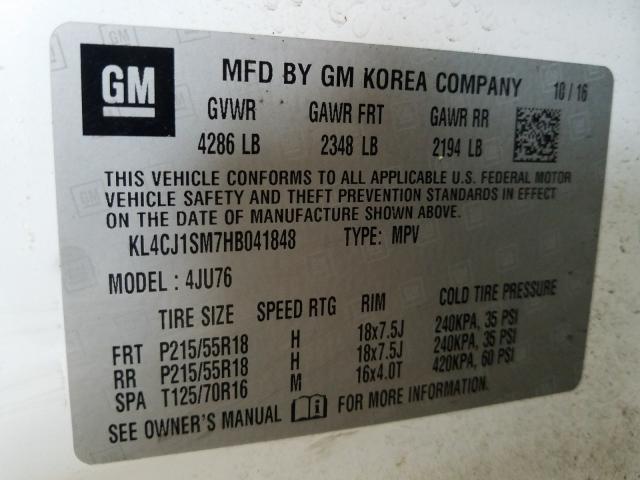 GM
MFD BY GM KOREA COMPANY 10 / 16
GVWR GAWR FRT GAWR RR
4286 LB 2348 LB 2194 LB
THIS VEHICLE CONFORMS TO ALL APPLICABLE U.S. FEDERAL MOTOR
VEHICLE SAFETY AND THEFT PREVENTION STANDARDS IN EFFECT
ON THE DATE OF MANUFACTURE SHOWN ABOVE.
KL4CJ1SM7HB041848 TYPE: MPV
MODEL : 4JU76
TIRE SIZE SPEED RTG RIM COLD TIRE PRESSURE
FRT P215/55R18 H 18x7.5J 240KPA, 35 PSI
RR P215/55R18 H 18x7.5J 240KPA, 35 PSI
SPA T125/70R16 M 16x4.0T 420KPA, 60 PSI
SEE OWNER'S MANUAL FOR MORE INFORMATION.